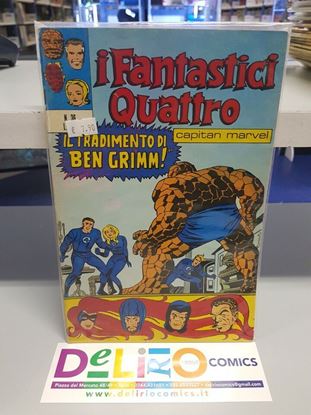 i Fantastici
Quattro
capitan marvel
IL TRADIMENTO DI
BEN GRIMM!
DeLIRIO COMICS
www.deliriocomics.it